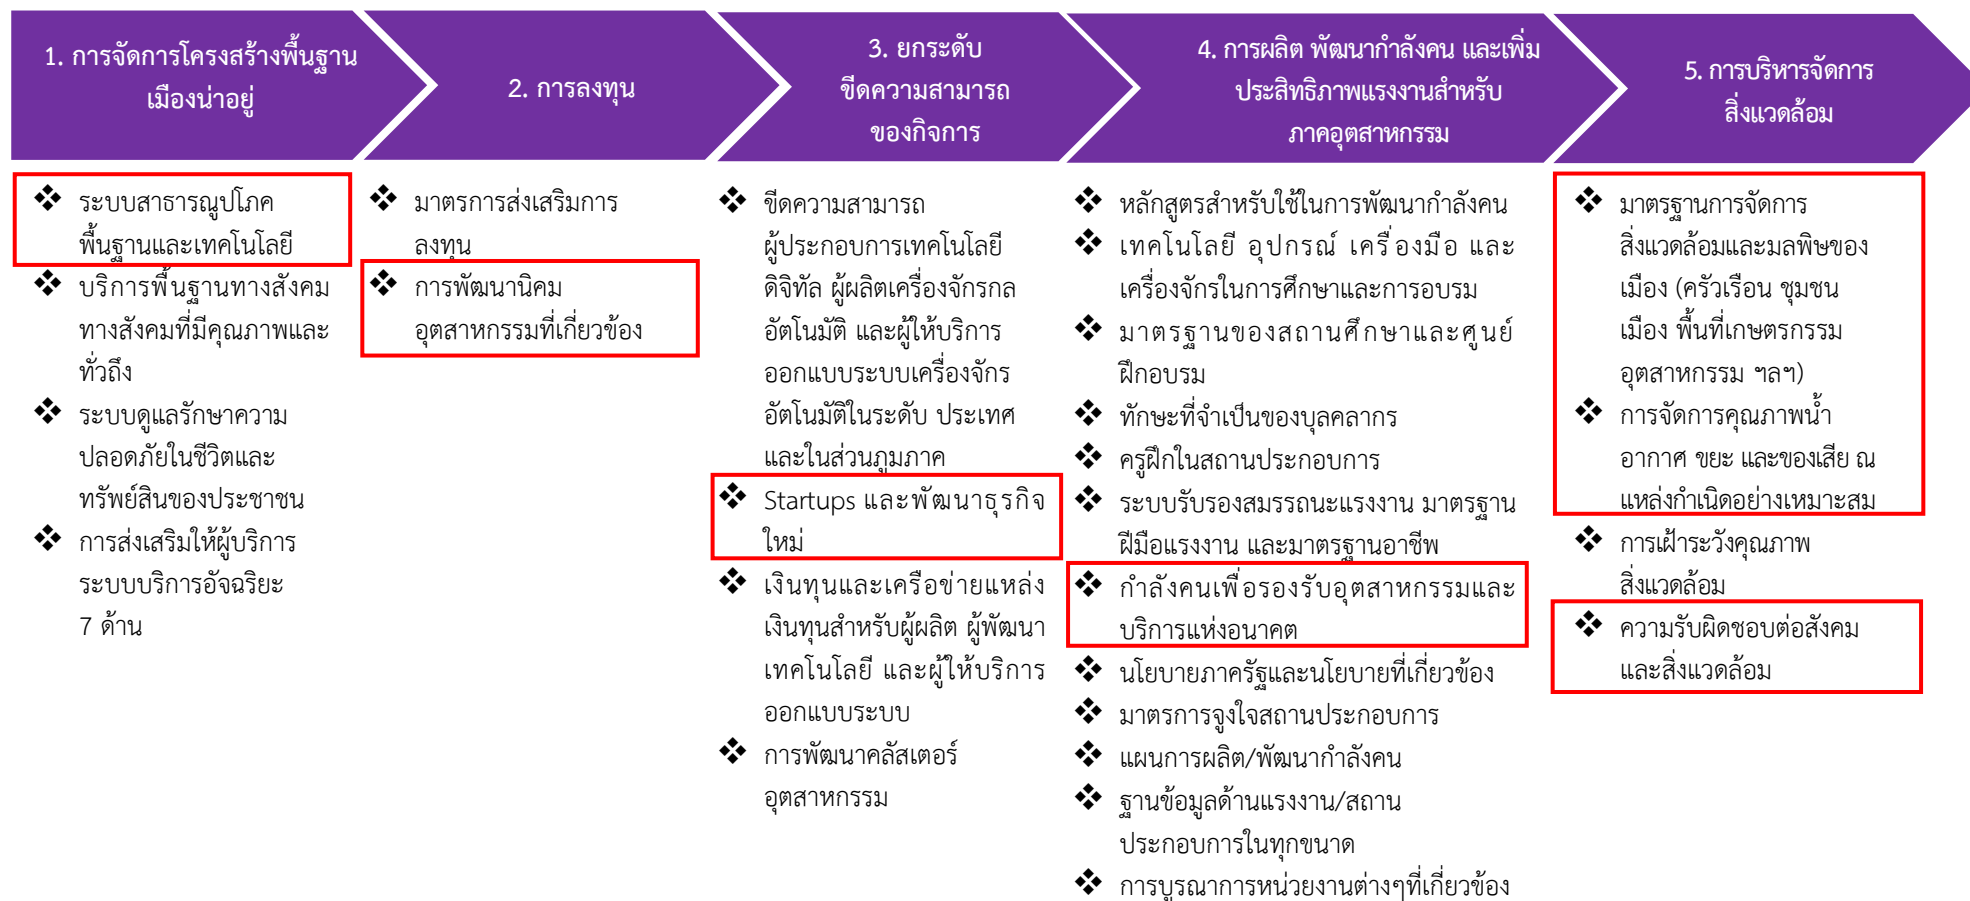 1. การจัดการโครงสร้างพื้นฐาน
เมืองน่าอยู่
2. การลงทุน
3. ยกระดับ
ขีดความสามารถ
ของกิจการ
4. การผลิต พัฒนากำลังคน และเพิ่ม
ประสิทธิภาพแรงงานสำหรับ
ภาคอุตสาหกรรม
5. การบริหารจัดการ
สิ่งแวดล้อม
❖ ระบบสาธารณูปโภค
พื้นฐานและเทคโนโลยี
❖ บริการพื้นฐานทางสังคม
ทางสังคมที่มีคุณภาพและ
ทั่วถึง
❖ ระบบดูแลรักษาความ
ปลอดภัยในชีวิตและ
ทรัพย์สินของประชาชน
❖ การส่งเสริมให้ผู้บริการ
ระบบบริการอัจฉริยะ
7 ด้าน
❖ มาตรการส่งเสริมการ
ลงทุน
❖ การพัฒนานิคม
อุตสาหกรรมที่เกี่ยวข้อง
❖ ขีดความสามารถ
ผู้ประกอบการเทคโนโลยี
ดิจิทัล ผู้ผลิตเครื่องจักรกล
อัตโนมัติ และผู้ให้บริการ
ออกแบบระบบเครื่องจักร
อัตโนมัติในระดับ ประเทศ
และในส่วนภูมภาค
❖ Startups และพัฒนาธุรกิจ
ใหม่
❖ เงินทุนและเครือข่ายแหล่ง
เงินทุนสำหรับผู้ผลิต ผู้พัฒนา
เทคโนโลยี และผู้ให้บริการ
ออกแบบระบบ
❖ การพัฒนาคลัสเตอร์
อุตสาหกรรม
❖ หลักสูตรสำหรับใช้ในการพัฒนากำลังคน
❖ เทคโนโลยี อุปกรณ์ เครื่องมือ และ
เครื่องจักรในการศึกษาและการอบรม
❖ มาตรฐานของสถานศึกษาและศูนย์
ฝึกอบรม
❖ ทักษะที่จำเป็นของบุคลากร
❖ ครูฝึกในสถานประกอบการ
❖ ระบบรับรองสมรรถนะแรงงาน มาตรฐาน
ฝีมือแรงงาน และมาตรฐานอาชีพ
❖ กำลังคนเพื่อรองรับอุตสาหกรรมและ
บริการแห่งอนาคต
❖ นโยบายภาครัฐและนโยบายที่เกี่ยวข้อง
❖ มาตรการจูงใจสถานประกอบการ
❖ แผนการผลิต/พัฒนากำลังคน
❖ ฐานข้อมูลด้านแรงงาน/สถาน
ประกอบการในทุกขนาด
❖ การบูรณาการหน่วยงานต่างๆที่เกี่ยวข้อง
❖ มาตรฐานการจัดการ
สิ่งแวดล้อมและมลพิษของ
เมือง (ครัวเรือน ชุมชน
เมือง พื้นที่เกษตรกรรม
อุตสาหกรรม ฯลฯ)
❖ การจัดการคุณภาพน้ำ
อากาศ ขยะ และของเสีย ณ
แหล่งกำเนิดอย่างเหมาะสม
❖ การเฝ้าระวังคุณภาพ
สิ่งแวดล้อม
❖ ความรับผิดชอบต่อสังคม
และสิ่งแวดล้อม